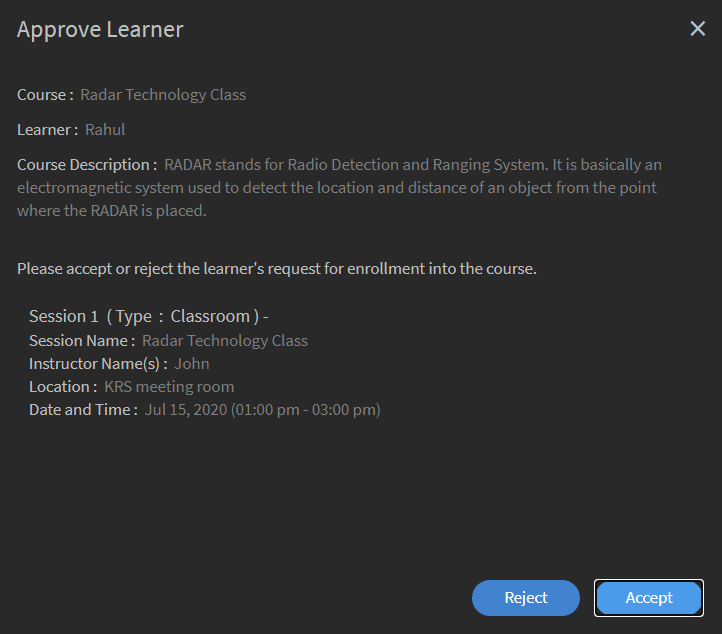 Approve Learner
Course : Radar Technology Class
Learner : Rahul
Course Description : RADAR stands for Radio Detection and Ranging System. It is basically an
electromagnetic system used to detect the location and distance of an object from the point
where the RADAR is placed.
Please accept or reject the learner's request for enrollment into the course.
Session 1 ( Type : Classroom ) -
Session Name : Radar Technology Class
Instructor Name(s) : John
Location : KRS meeting room
Date and Time : Jul 15, 2020 (01:00 pm - 03:00 pm)
Reject Accept